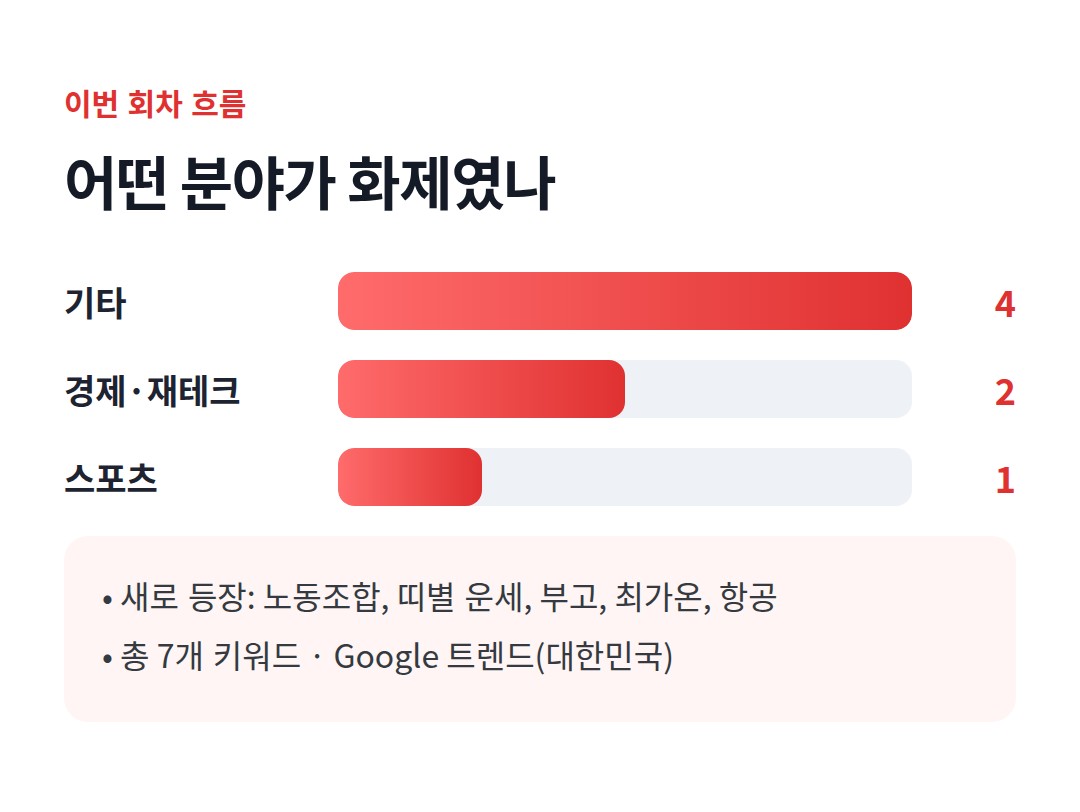 이번 회차 흐름
어떤 분야가 화제였나
기타 4
경제·재테크 2
스포츠 1
• 새로 등장: 노동조합, 띠별 운세, 부고, 최가온, 항공
• 총 7개 키워드 · Google 트렌드(대한민국)